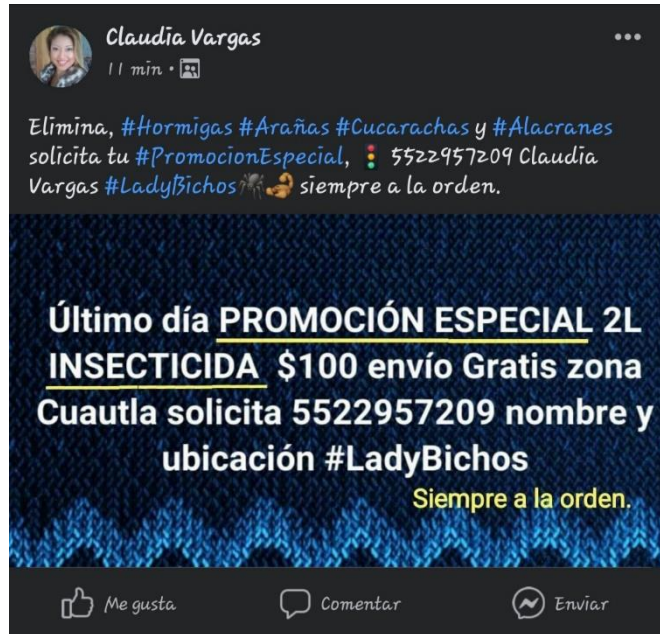 Claudia Vargas
11 min
Elimina, #Hormigas #Arañas #Cucarachas y #Alacranes
solicita tu #PromocionEspecial, 🚦 5522957209 Claudia
Vargas #LadyBichos🕷🦂 siempre a la orden.
Último día PROMOCIÓN ESPECIAL 2L
INSECTICIDA $100 envío Gratis zona
Cuautla solicita 5522957209 nombre y
ubicación #LadyBichos
Siempre a la orden.
Me gusta Comentar Enviar